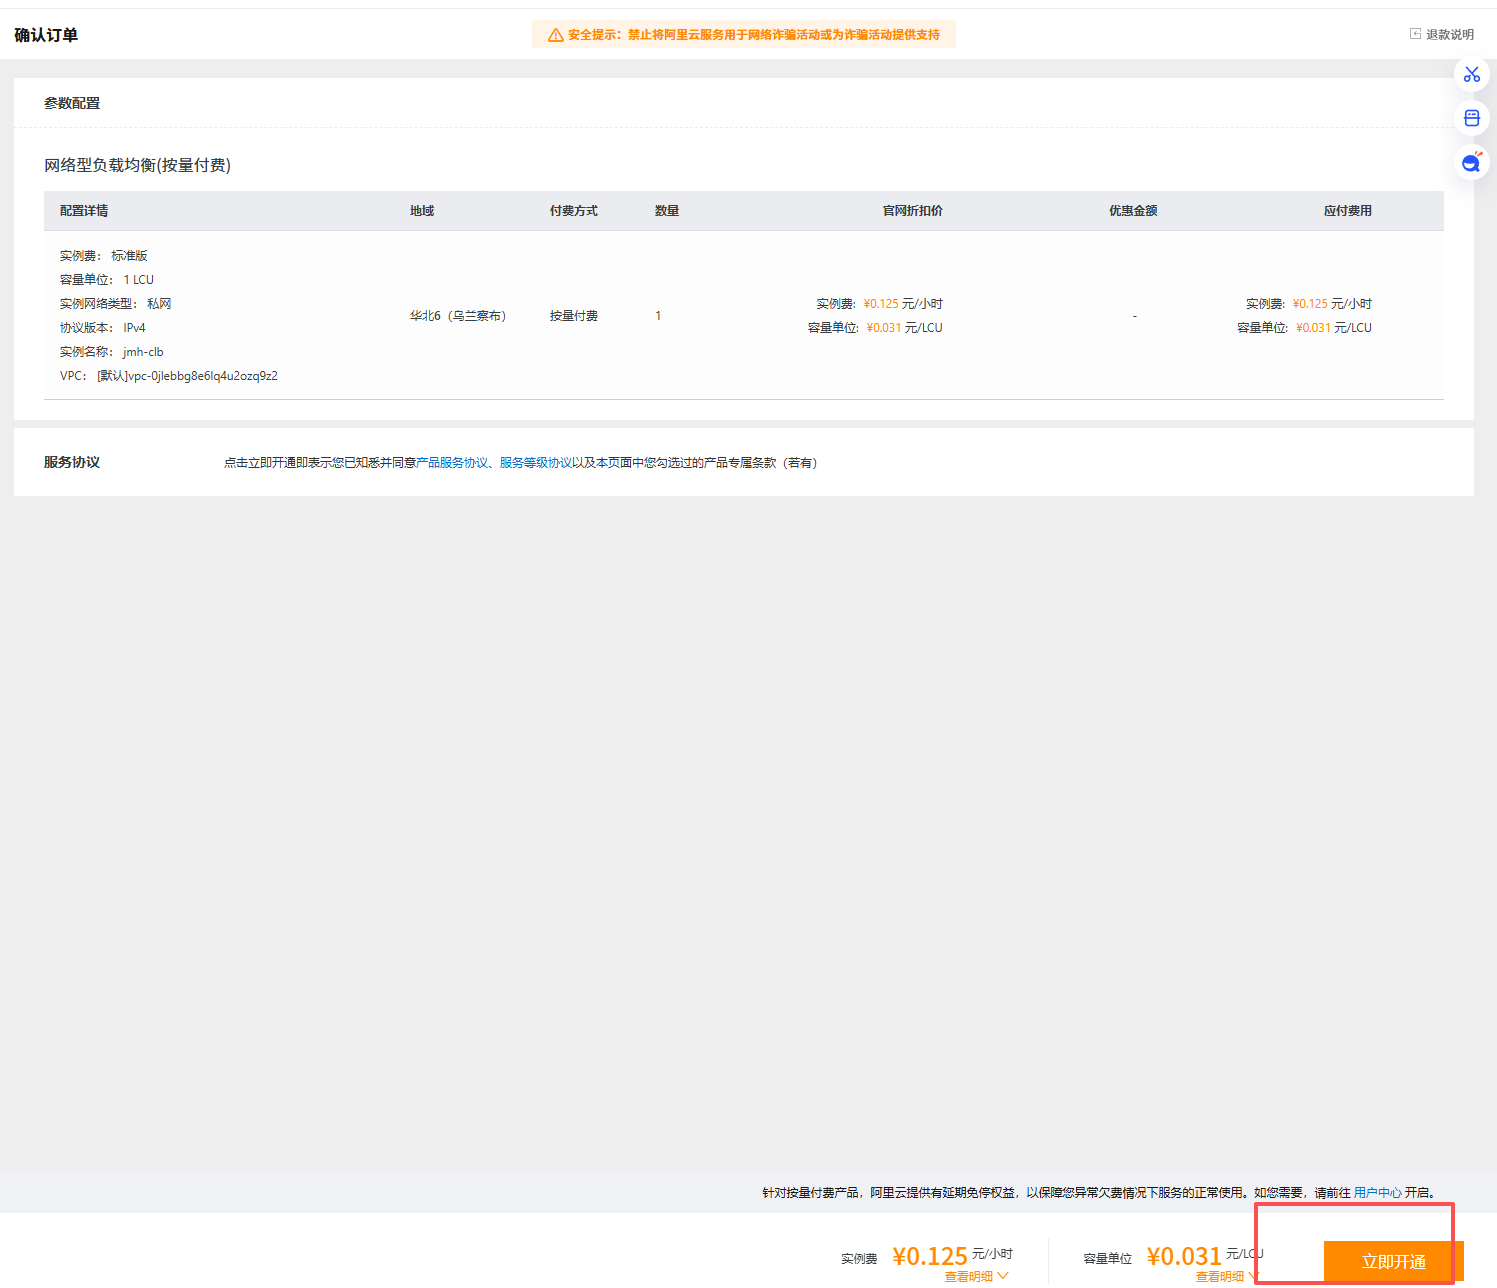 确认订单
安全提示：禁止将阿里云服务用于网络诈骗活动或为诈骗活动提供支持
退款说明
参数配置
网络型负载均衡(按量付费)
配置详情 地域 付费方式 数量 官网折扣价 优惠金额 应付费用
实例费： 标准版
容量单位： 1 LCU
实例网络类型： 私网
协议版本： IPv4
实例名称： jmh-clb
VPC： [默认]vpc-0jlebbg8e6lq4u2ozq9z2
华北6（乌兰察布）
按量付费
1
实例费: ¥0.125 元/小时
容量单位: ¥0.031 元/LCU
-
实例费: ¥0.125 元/小时
容量单位: ¥0.031 元/LCU
服务协议
点击立即开通即表示您已知悉并同意产品服务协议、服务等级协议以及本页面中您勾选过的产品专属条款（若有）
针对按量付费产品，阿里云提供有延期免停权益，以保障您异常欠费情况下服务的正常使用。如您需要，请前往 用户中心 开启。
实例费 ¥0.125 元/小时
查看明细
容量单位 ¥0.031 元/LCU
查看明细
立即开通